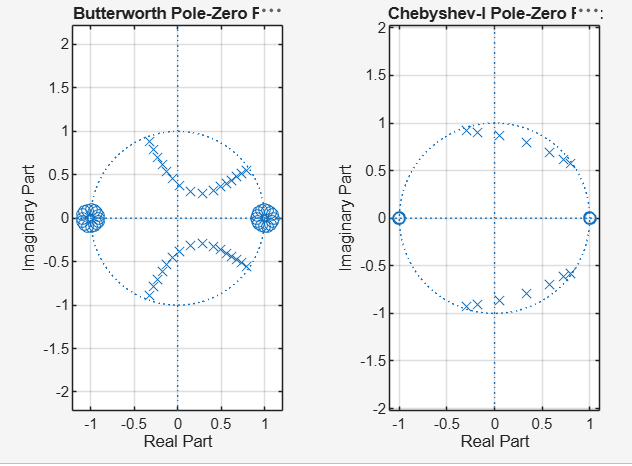 Butterworth Pole-Zero F...
Imaginary Part
2
1.5
1
0.5
0
-0.5
-1
-1.5
-2
-1 -0.5 0 0.5 1
Real Part
Chebyshev-I Pole-Zero F...:
Imaginary Part
2
1.5
1
0.5
0
-0.5
-1
-1.5
-2
-1 -0.5 0 0.5 1
Real Part